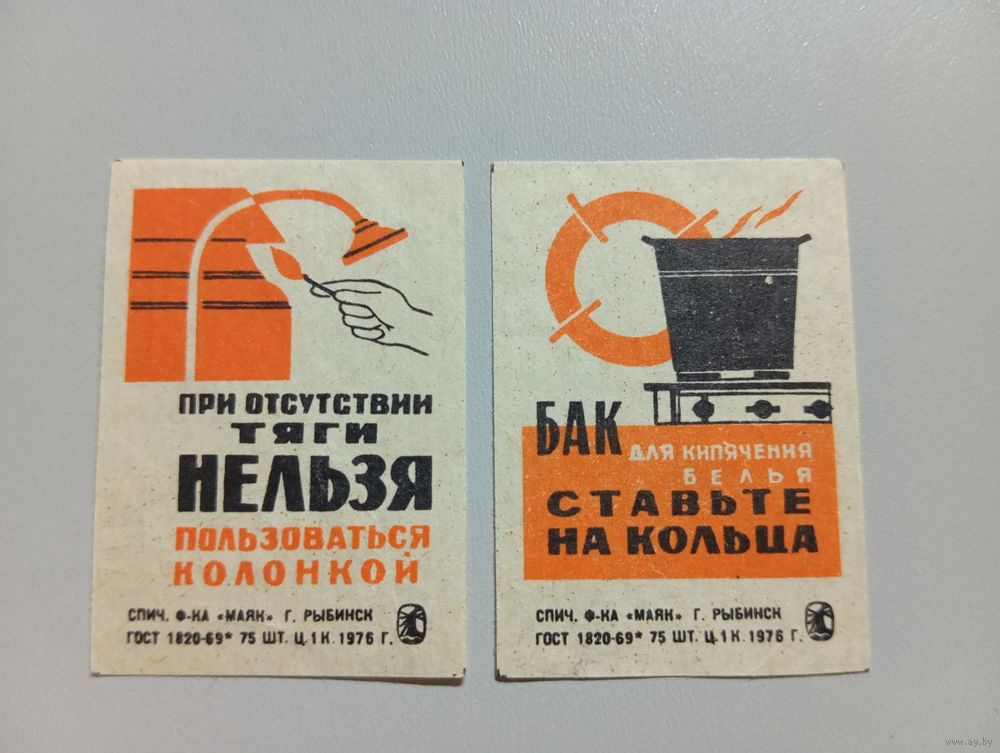 ПРИ ОТСУТСТВИИ
ТЯГИ
НЕЛЬЗЯ
ПОЛЬЗОВАТЬСЯ
КОЛОНКОЙ
СПИЧ. Ф-КА «МАЯК» Г. РЫБИНСК
ГОСТ 1820-69* 75 ШТ. Ц. 1 К. 1976 Г.
БАК
ДЛЯ КИПЯЧЕНИЯ
БЕЛЬЯ
СТАВЬТЕ
НА КОЛЬЦА
СПИЧ. Ф-КА «МАЯК» Г. РЫБИНСК
ГОСТ 1820-69* 75 ШТ. Ц. 1 К. 1976 Г.
www.ay.by